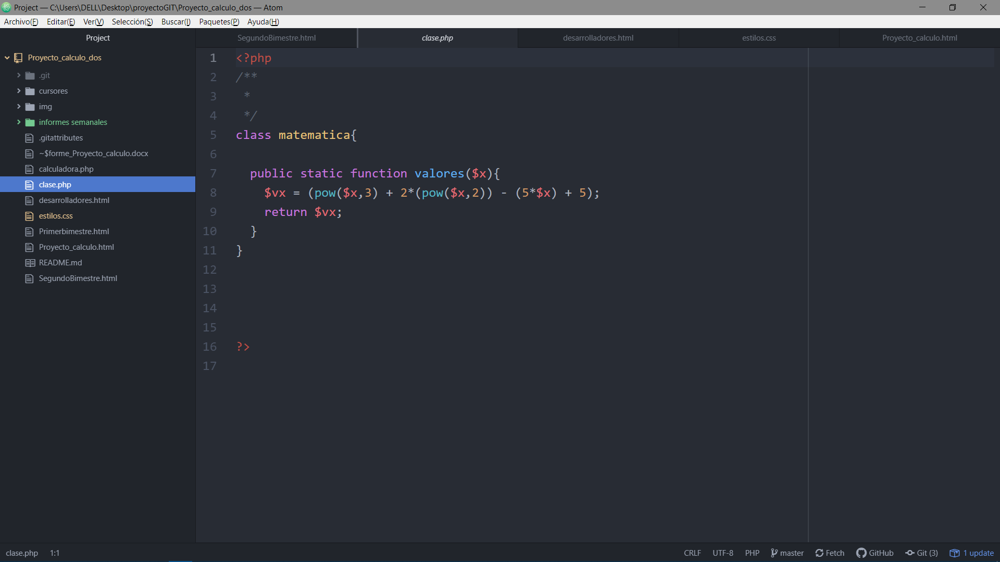 Project — C:\Users\DELL\Desktop\proyectoGIT\Proyecto_calculo_dos — Atom
Archivo(F) Editar(E) Ver(V) Selección(S) Buscar(I) Paquetes(P) Ayuda(H)
Project
Proyecto_calculo_dos
.git
cursores
img
informes semanales
.gitattributes
~$forme_Proyecto_calculo.docx
calculadora.php
clase.php
desarrolladores.html
estilos.css
Primerbimestre.html
Proyecto_calculo.html
README.md
SegundoBimestre.html
SegundoBimestre.html clase.php desarrolladores.html estilos.css Proyecto_calculo.html
1 <?php
2 /**
3  *
4  */
5 class matematica{
6
7   public static function valores($x){
8     $vx = (pow($x,3) + 2*(pow($x,2)) - (5*$x) + 5);
9     return $vx;
10   }
11 }
12
13
14
15
16 ?>
17
clase.php 1:1 CRLF UTF-8 PHP master Fetch GitHub Git (3) 1 update